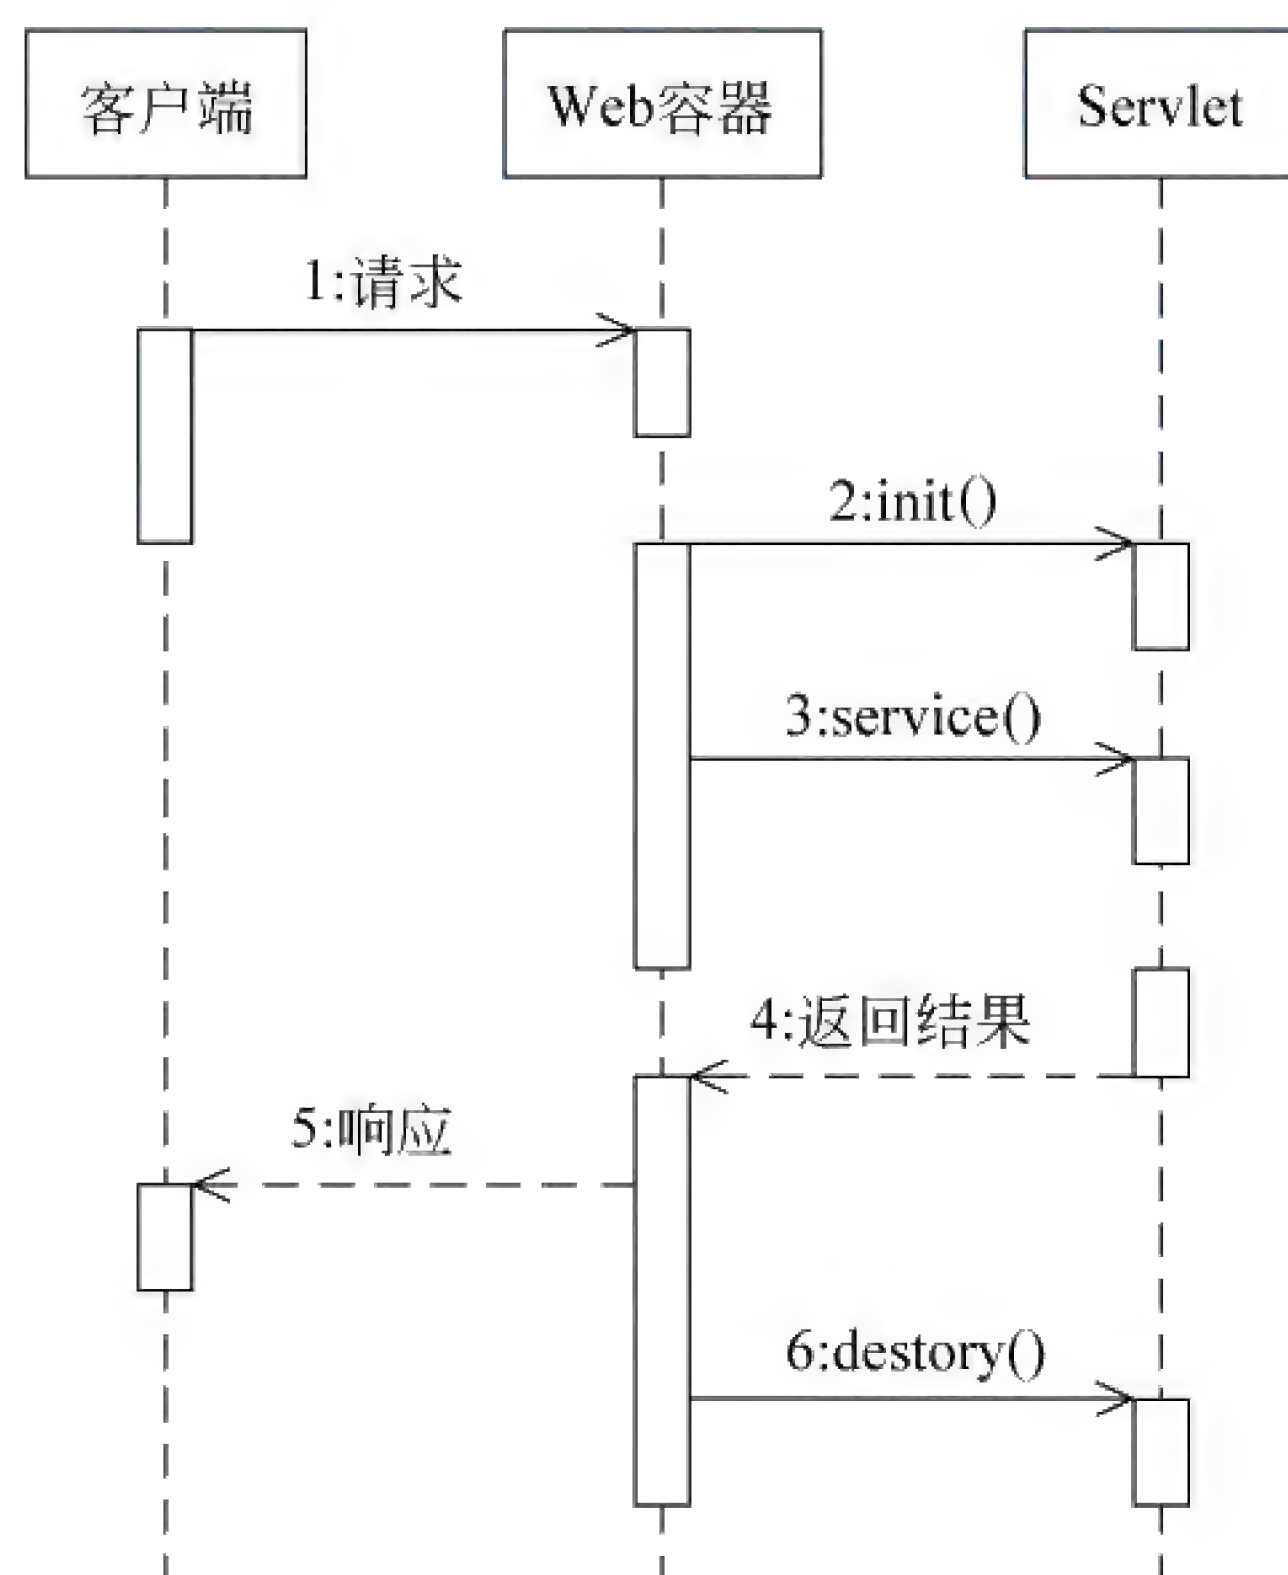 客户端
Web容器
Servlet
1:请求
2:init()
3:service()
4:返回结果
5:响应
6:destory()